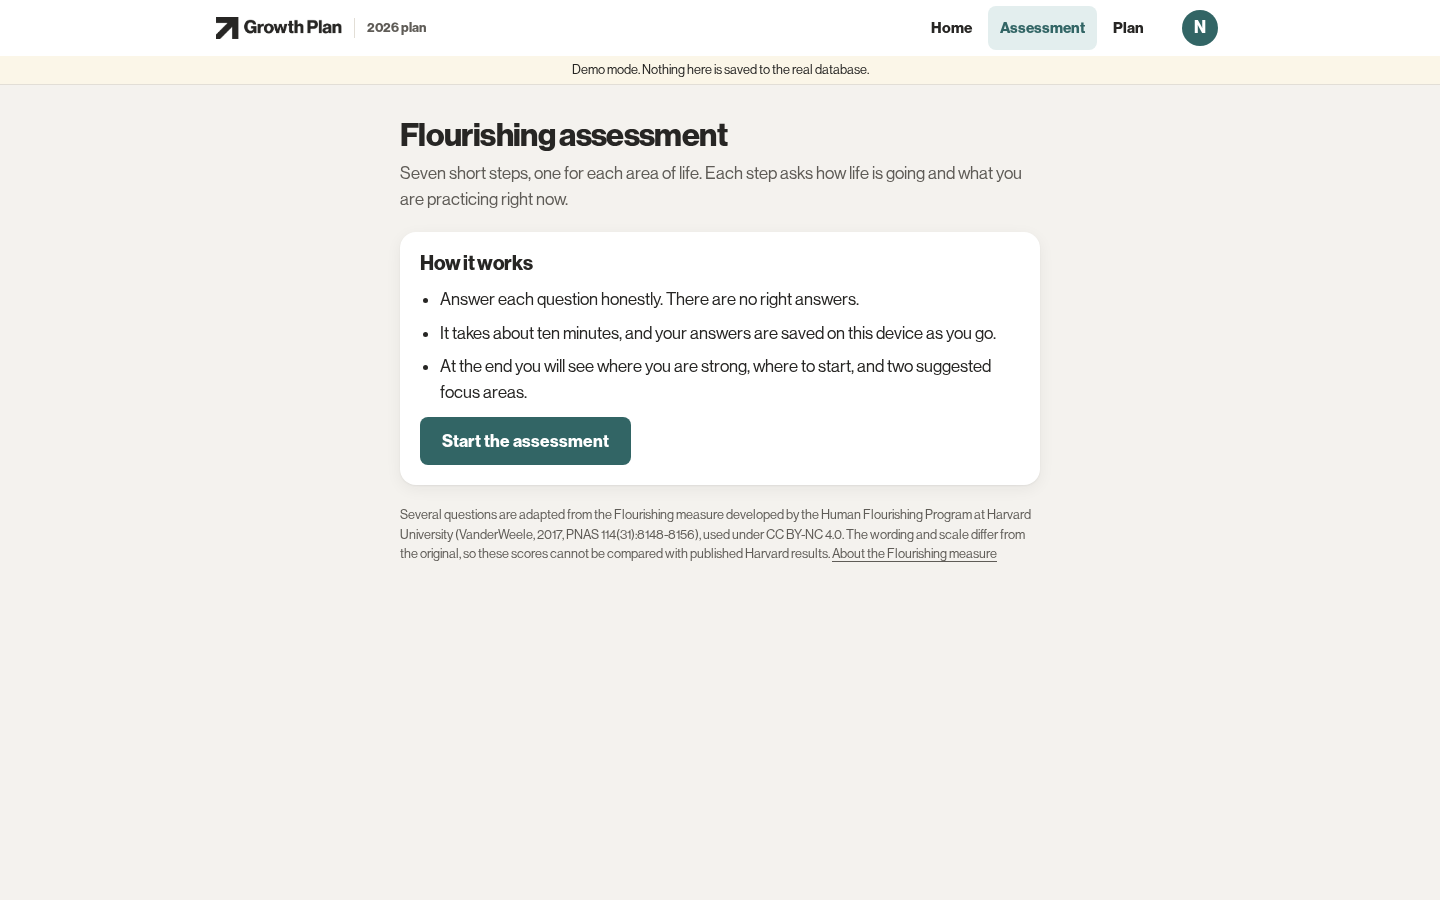 Growth Plan
2026 plan
Home
Assessment
Plan
N
Demo mode. Nothing here is saved to the real database.
Flourishing assessment
Seven short steps, one for each area of life. Each step asks how life is going and what you
are practicing right now.
How it works
• Answer each question honestly. There are no right answers.
• It takes about ten minutes, and your answers are saved on this device as you go.
• At the end you will see where you are strong, where to start, and two suggested
focus areas.
Start the assessment
Several questions are adapted from the Flourishing measure developed by the Human Flourishing Program at Harvard
University (VanderWeele, 2017, PNAS 114(31):8148-8156), used under CC BY-NC 4.0. The wording and scale differ from
the original, so these scores cannot be compared with published Harvard results. About the Flourishing measure